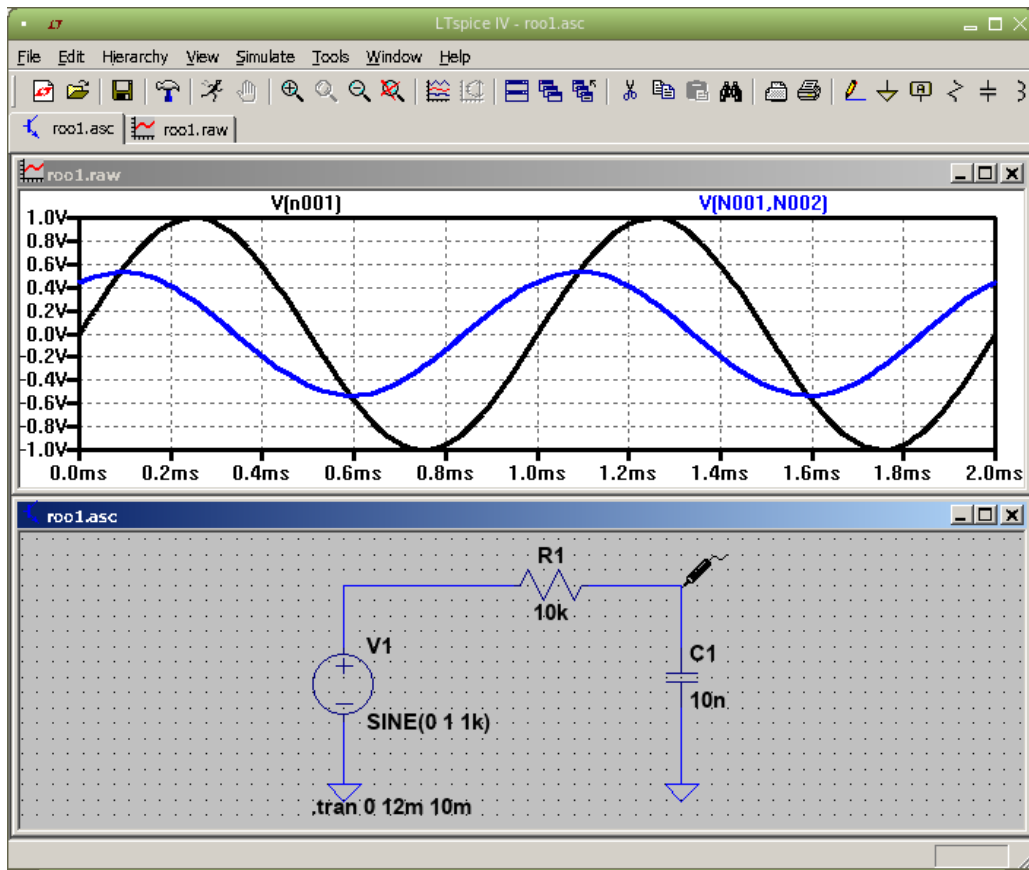 LTspice IV - roo1.asc
File Edit Hierarchy View Simulate Tools Window Help
roo1.asc roo1.raw
roo1.raw
V(n001) V(N001,N002)
1.0V
0.8V
0.6V
0.4V
0.2V
0.0V
-0.2V
-0.4V
-0.6V
-0.8V
-1.0V
0.0ms 0.2ms 0.4ms 0.6ms 0.8ms 1.0ms 1.2ms 1.4ms 1.6ms 1.8ms 2.0ms
roo1.asc
R1
10k
V1
C1
10n
SINE(0 1 1k)
.tran 0 12m 10m